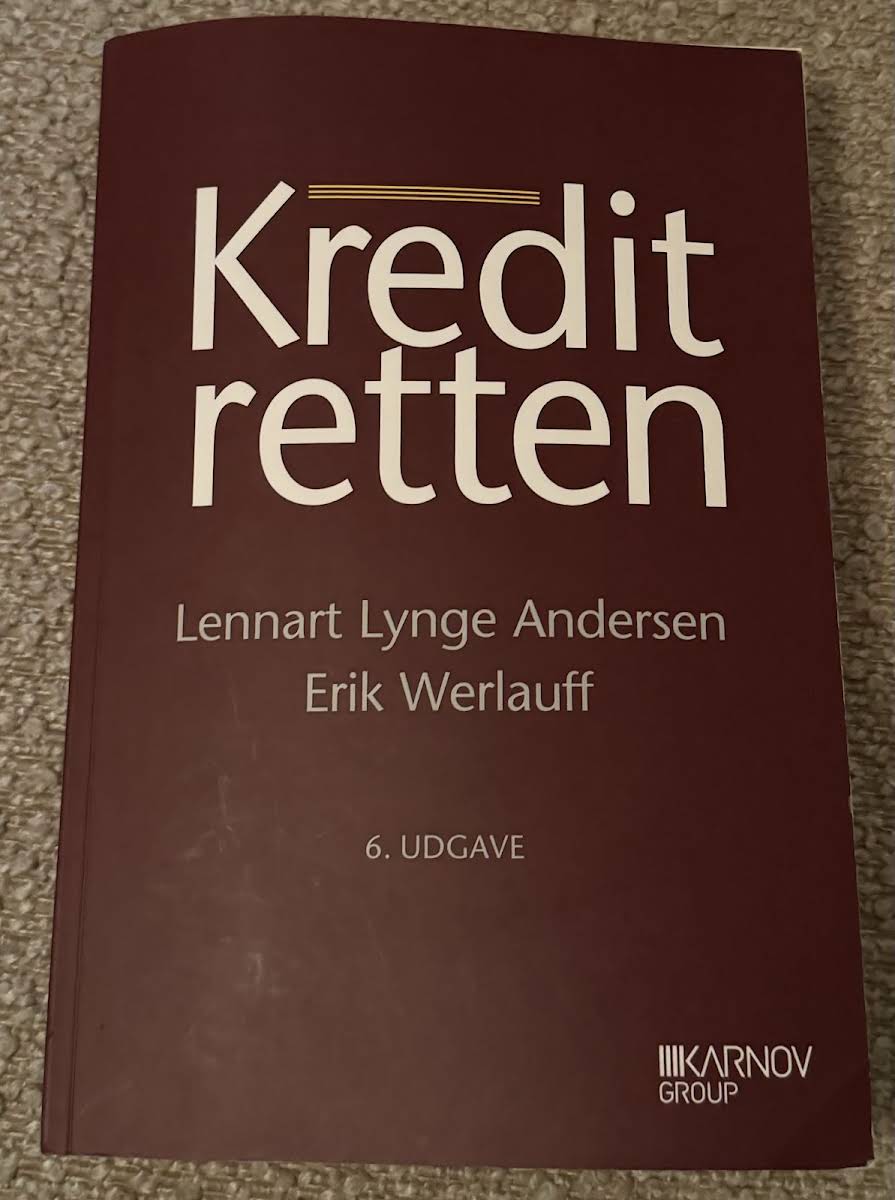 Kredit
retten
Lennart Lynge Andersen
Erik Werlauff
6. UDGAVE
KARNOV
GROUP